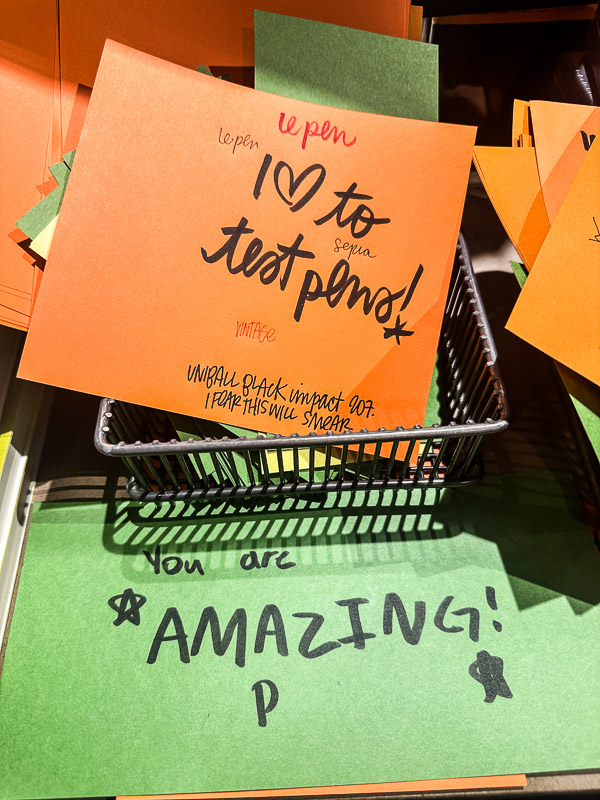 le pen
le pen
I ♡ to
test pens!
sepia
VINTAGE
UNIBALL BLACK impact 207.
I FEAR THIS WILL SMEAR
You are
AMAZING!
P